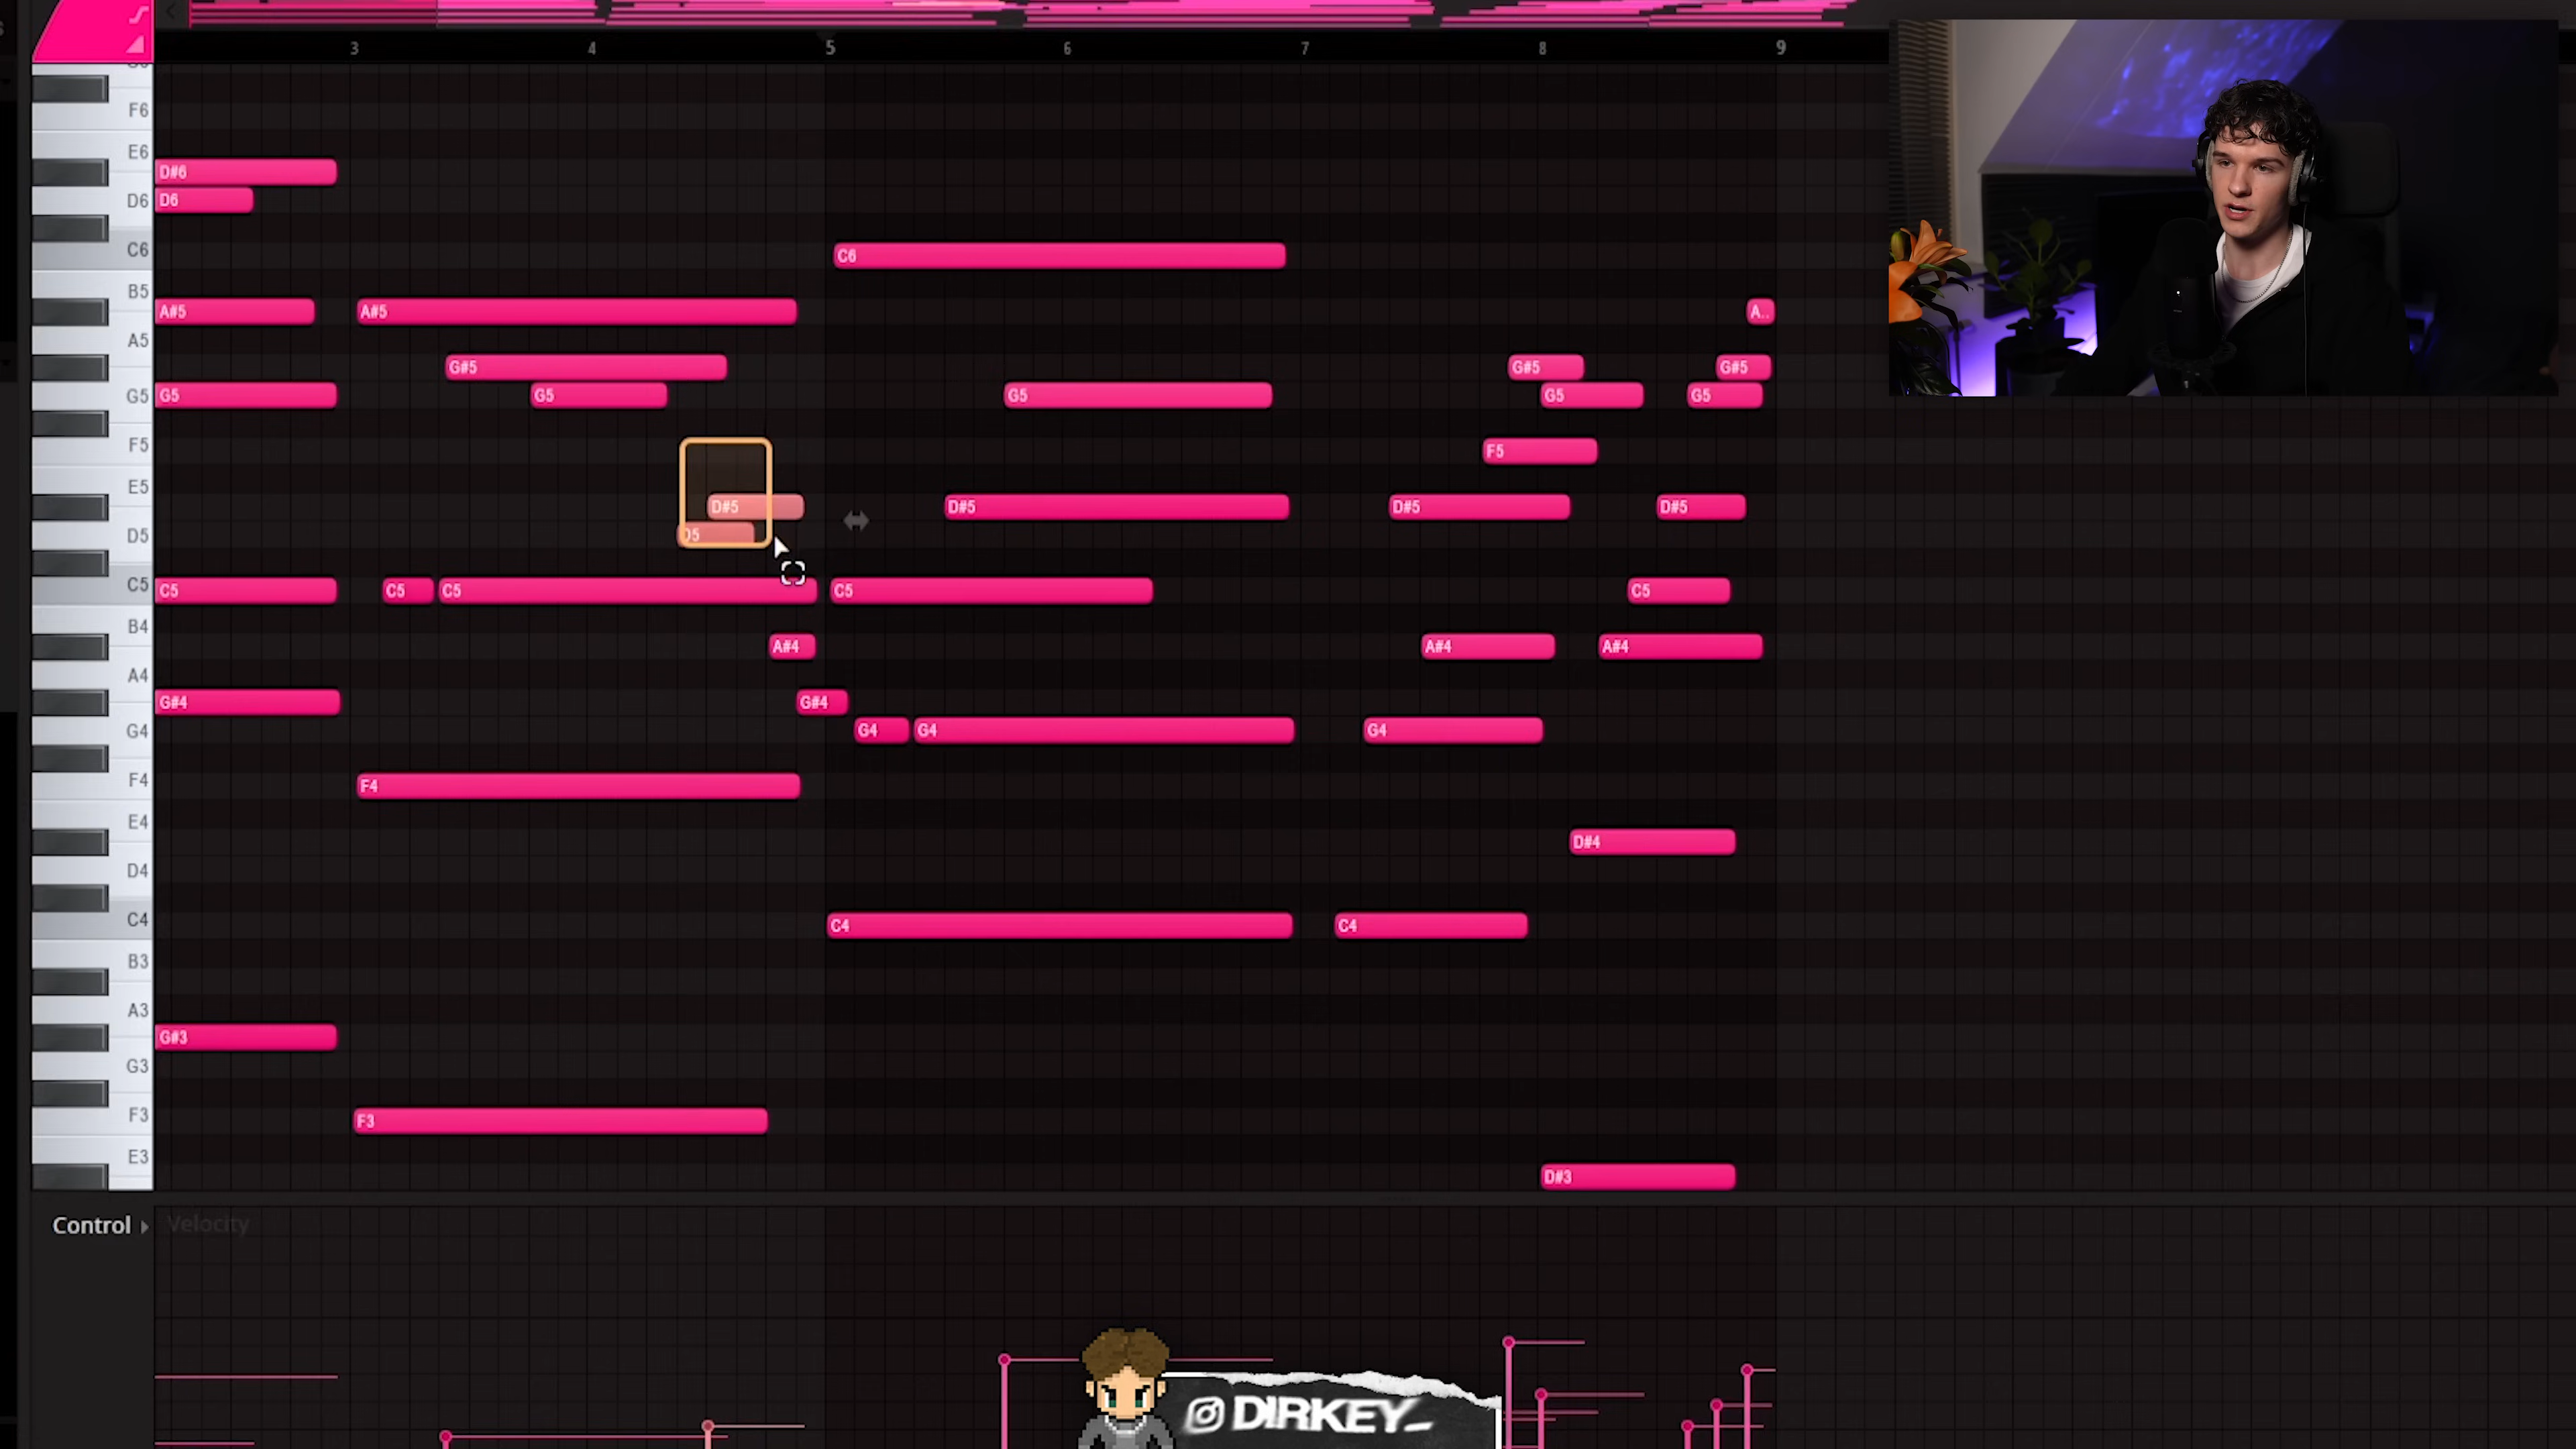 3 4 5 6 7 8 9
F6
E6
D#6
D6
D6
C6
C6
B5
A#5 A#5 A..
A5
G#5 G#5 G#5
G5
G5 G5 G5 G5 G5
F5
F5
E5
D#5 D#5 D#5 D#5
D5
D5
C5
C5 C5 C5 C5 C5
B4
A#4 A#4 A#4
A4
G#4 G#4
G4
G4 G4 G4
F4
F4
E4
D#4
D4
C4
C4 C4
B3
A3
G#3
G3
F3
F3
E3
D#3
Control Velocity
DIRKEY_